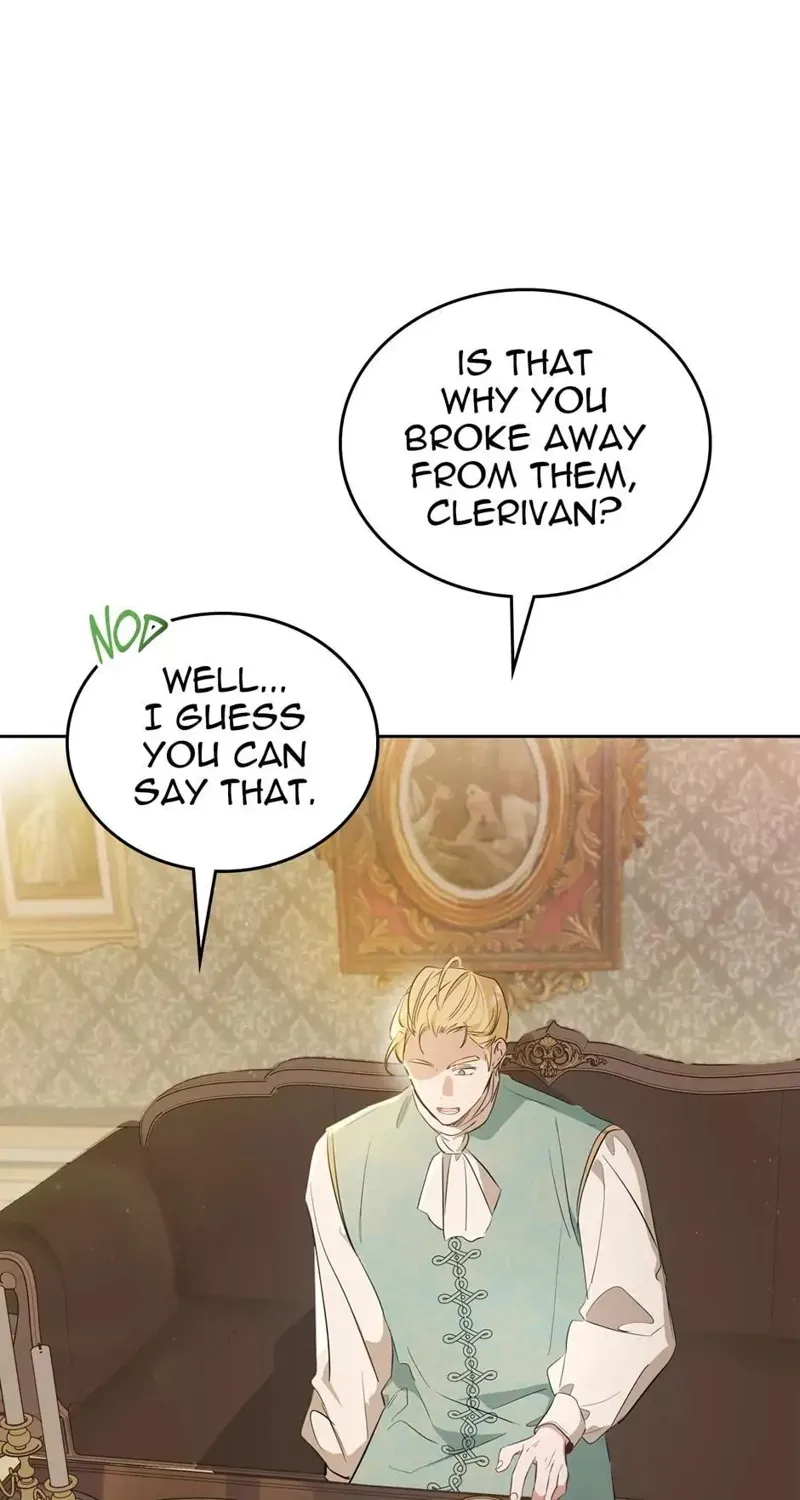 IS THAT
WHY YOU
BROKE AWAY
FROM THEM,
CLERIVAN?
NOD
WELL...
I GUESS
YOU CAN
SAY THAT.